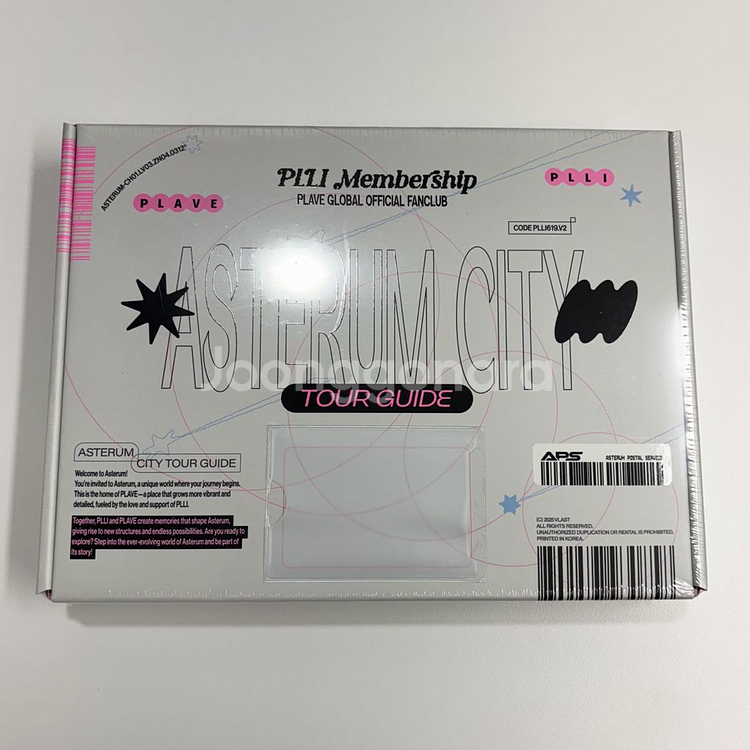 ASTERUM-CH01.LV03.ZN04.0312
PLAVE
PLLI Membership
PLAVE GLOBAL OFFICIAL FANCLUB
PLLI
CODE PLLI619.V2
ASTERUM CITY
Joonggonara
TOUR GUIDE
ASTERUM
CITY TOUR GUIDE
Welcome to Asterum!
You're invited to Asterum, a unique world where your journey begins.
This is the home of PLAVE—a place that grows more vibrant and
detailed, fueled by the love and support of PLLI.
Together, PLLI and PLAVE create memories that shape Asterum,
giving rise to new structures and endless possibilities. Are you ready to
explore? Step into the ever-evolving world of Asterum and be part of
its story!
APS
ASTERUM POSTAL SERVICE
(C) 2025 VLAST
ALL RIGHTS RESERVED.
UNAUTHORIZED DUPLICATION OR RENTAL IS PROHIBITED.
PRINTED IN KOREA.